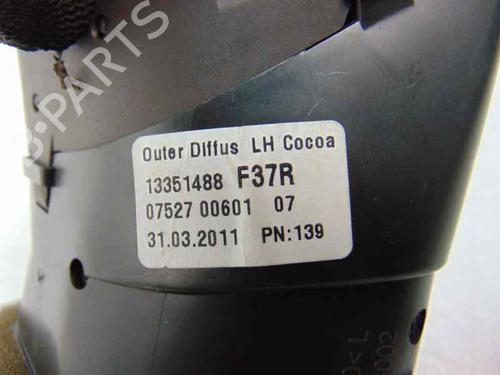 B-PARTS
Outer Diffus LH Cocoa
13351488 F37R
07527 00601 07
31.03.2011 PN:139